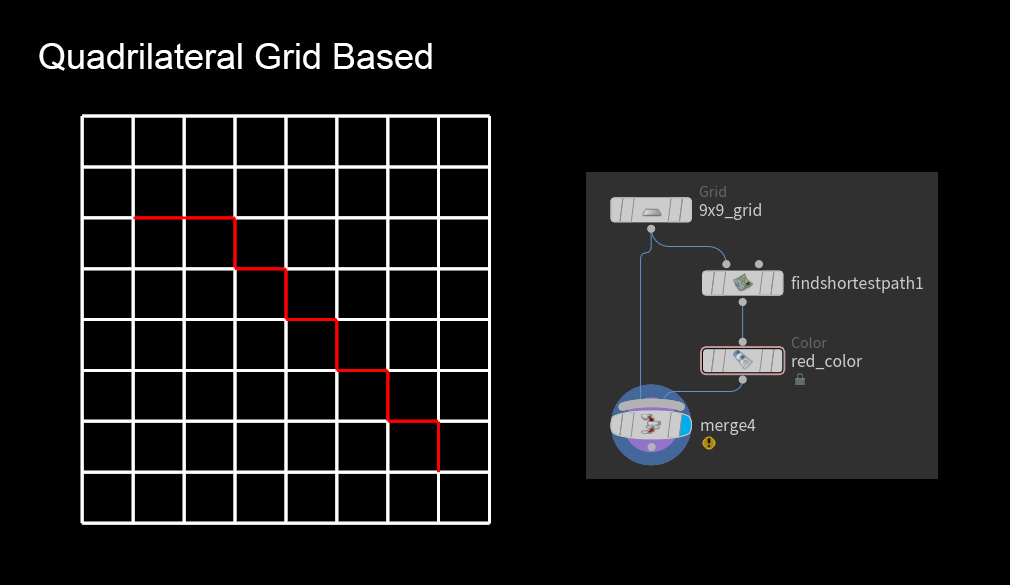 Quadrilateral Grid Based
Grid
9x9_grid
findshortestpath1
Color
red_color
merge4